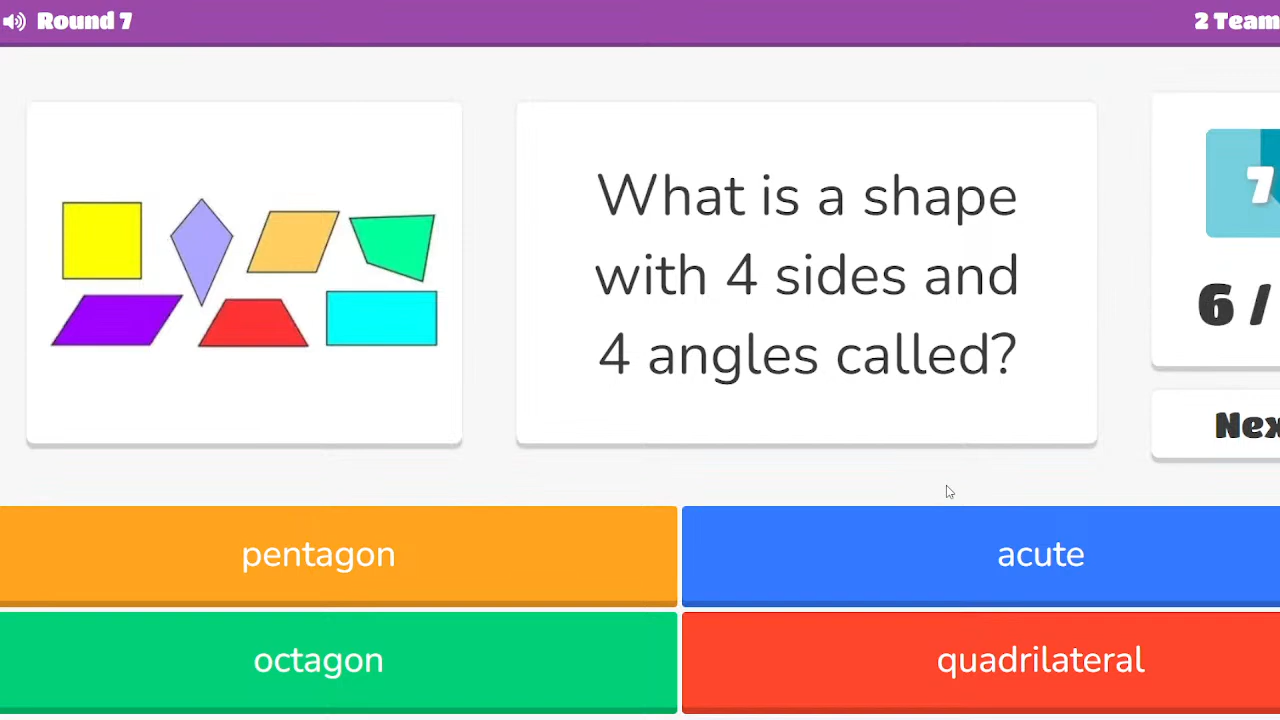 Round 7
2 Team
What is a shape
with 4 sides and
4 angles called?
7
6 /
Nex
pentagon
acute
octagon
quadrilateral